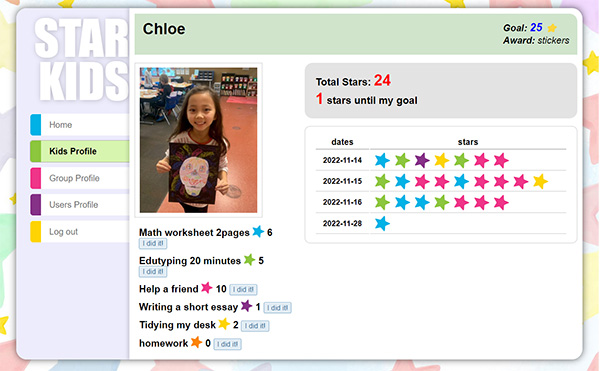 STAR
KIDS
Home
Kids Profile
Group Profile
Users Profile
Log out
Chloe
Goal: 25
Award: stickers
Total Stars: 24
1 stars until my goal
dates stars
2022-11-14
2022-11-15
2022-11-16
2022-11-28
Math worksheet 2pages 6
I did it!
Edutyping 20 minutes 5
I did it!
Help a friend 10 I did it!
Writing a short essay 1 I did it!
Tidying my desk 2 I did it!
homework 0 I did it!